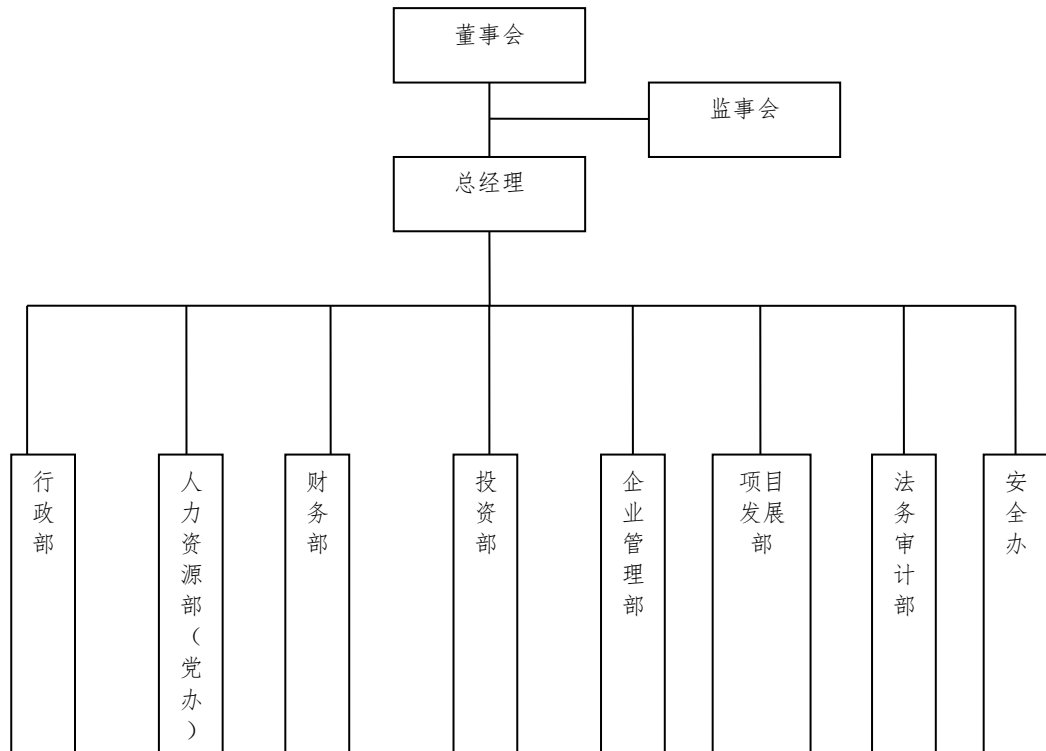 董事会
监事会
总经理
行政部
人力资源部（党办）
财务部
投资部
企业管理部
项目
发展
部
法务审计部
安全办